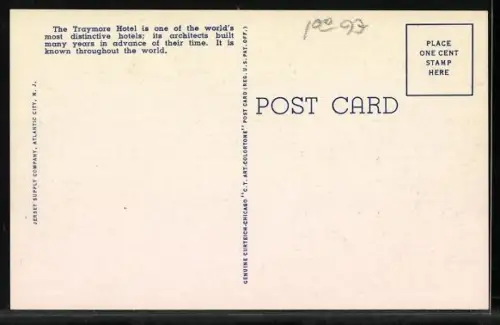 The Traymore Hotel is one of the world's
most distinctive hotels; its architects built
many years in advance of their time. It is
known throughout the world.
JERSEY SUPPLY COMPANY, ATLANTIC CITY, N. J.
GENUINE CURTEICH-CHICAGO "C.T. ART-COLORTONE" POST CARD (REG. U.S. PAT. OFF.)
POST CARD
PLACE
ONE CENT
STAMP
HERE